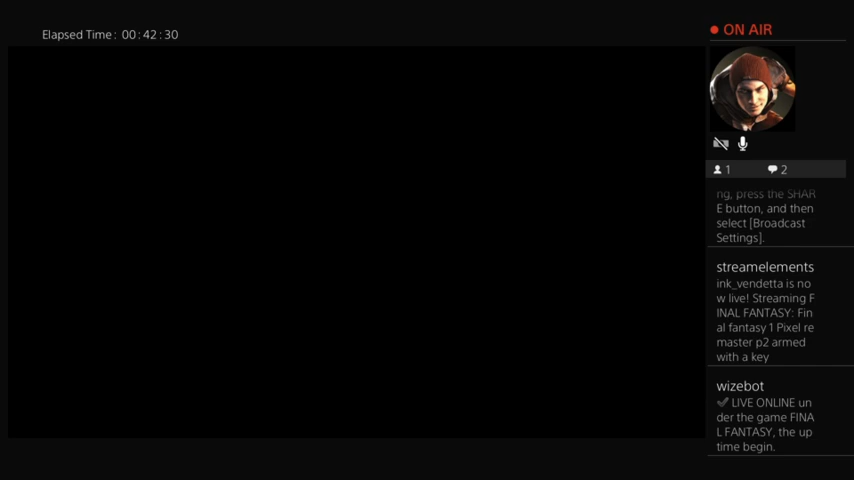 Elapsed Time: 00:42:30
ON AIR
1
2
ng, press the SHAR
E button, and then
select [Broadcast
Settings].
streamelements
ink_vendetta is no
w live! Streaming F
INAL FANTASY: Fin
al fantasy 1 Pixel re
master p2 armed
with a key
wizebot
✔ LIVE ONLINE un
der the game FINA
L FANTASY, the up
time begin.